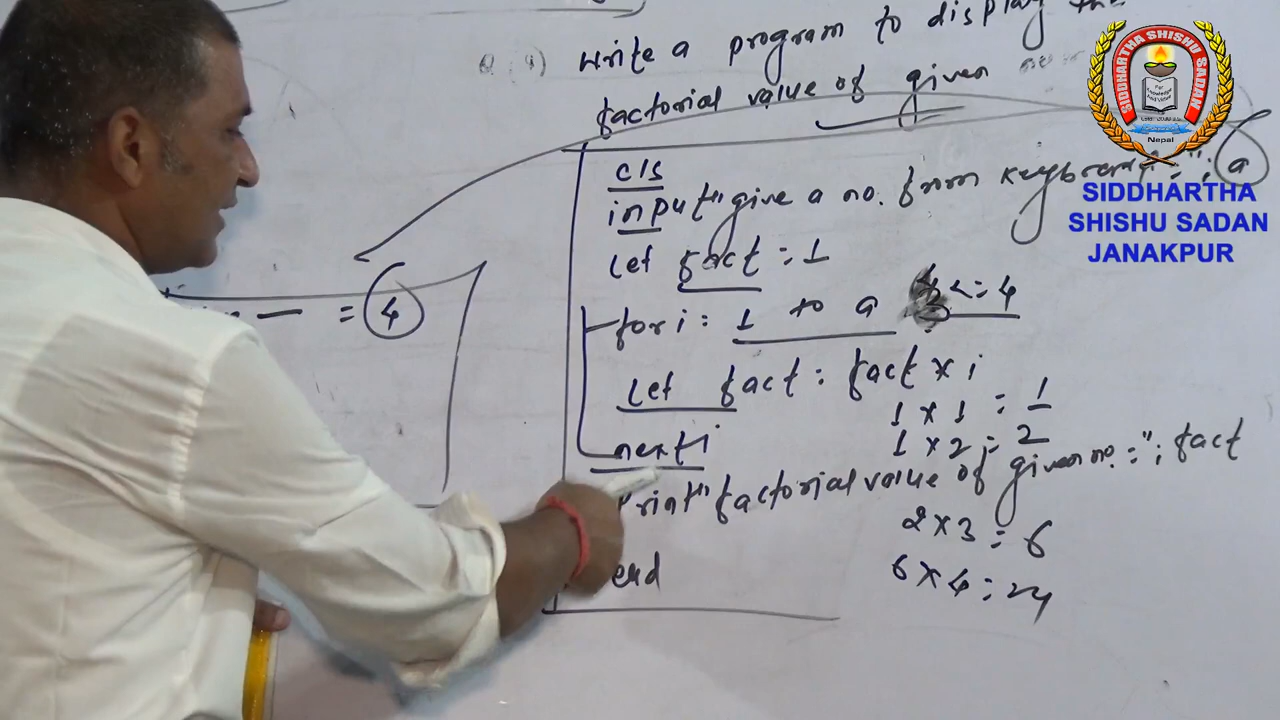 Q. (4) write a program to display the
factorial value of given
cls
input "give a no. from keyboard : "; a
Let fact = 1
for i = 1 to a
<= 4
Let fact = fact x i
1 x 1 = 1
next i
1 x 2 = 2
Print "factorial value of given no. = "; fact
2 x 3 = 6
6 x 4 = 24
end
= 4
SIDDHARTHA SHISHU SADAN
Nepal
SIDDHARTHA
SHISHU SADAN
JANAKPUR